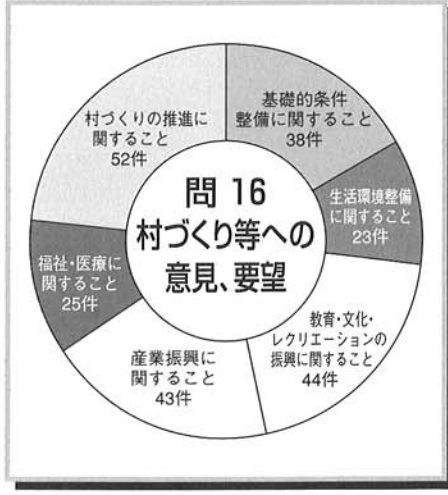 問 16
村づくり等への
意見、要望
基礎的条件
整備に関すること
38件
生活環境整備
に関すること
23件
教育・文化・
レクリエーションの
振興に関すること
44件
産業振興に
関すること
43件
福祉・医療に
関すること
25件
村づくりの推進に
関すること
52件